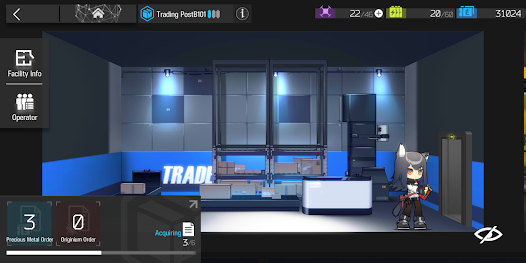 Trading PostB101
i
22/46
20/60
31024
Facility Info
Operator
TRADE
3
0
Precious Metal Order
Originium Order
Acquiring
3/6